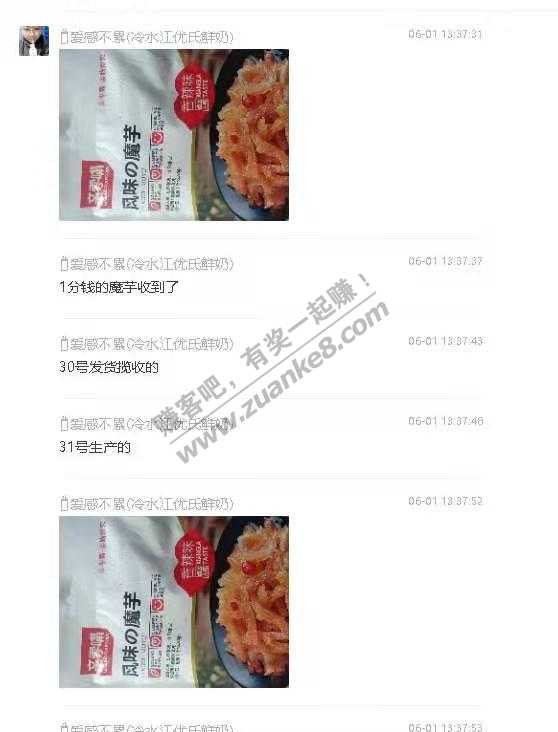 爱感不累(冷水江优氏鲜奶)
06-01 13:37:31
香辣味
XIANGLA
TASTE
风味の魔芋
爱感不累(冷水江优氏鲜奶)
06-01 13:37:37
1分钱的魔芋收到了
爱感不累(冷水江优氏鲜奶)
06-01 13:37:43
30号发货揽收的
爱感不累(冷水江优氏鲜奶)
06-01 13:37:46
31号生产的
爱感不累(冷水江优氏鲜奶)
06-01 13:37:52
香辣味
XIANGLA
TASTE
风味の魔芋
爱感不累(冷水江优氏鲜奶)
06-01 13:37:53
赚客吧，有奖一起赚！
www.zuanke8.com